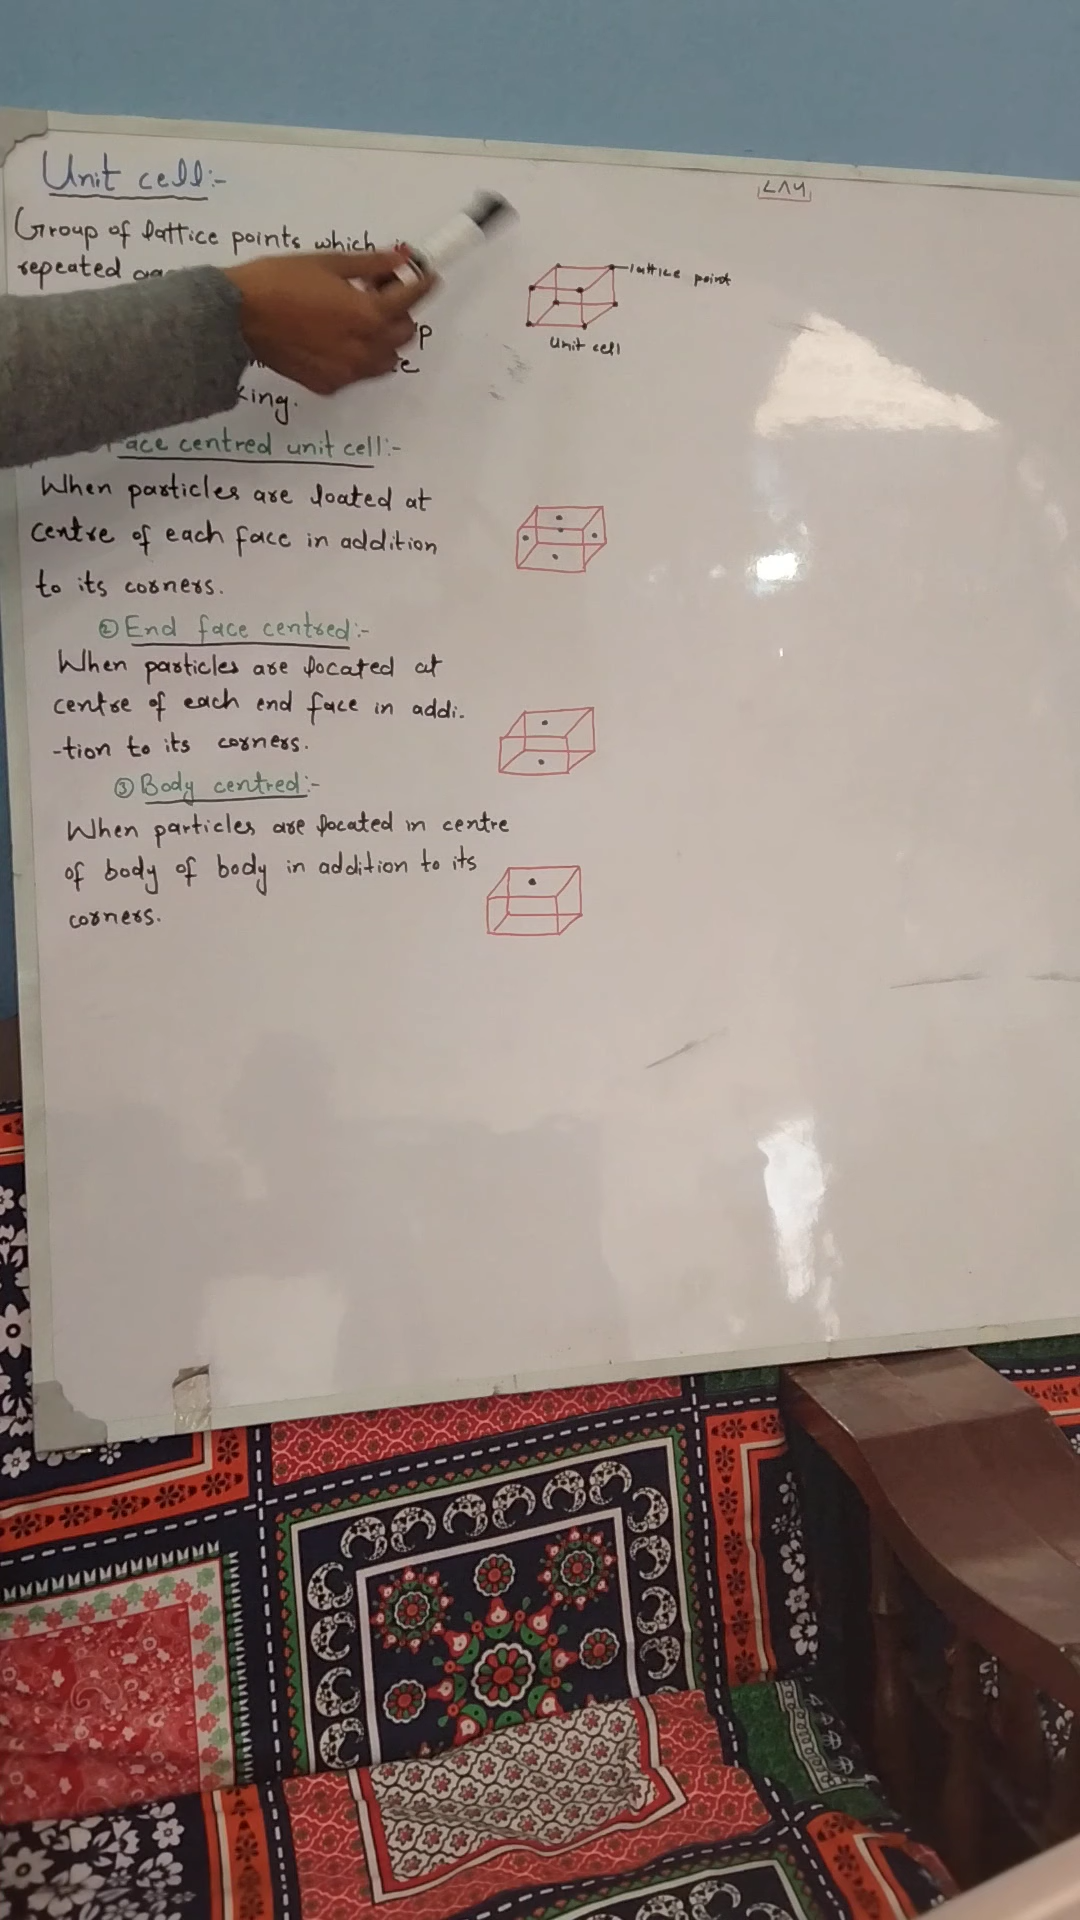 Unit cell:-
Group of lattice points which
repeated
king.
ace centred unit cell:-
When particles are loated at
centre of each face in addition
to its corners.
② End face centred:-
When particles are located at
centre of each end face in addi-
-tion to its corners.
③ Body centred:-
When particles are located in centre
of body of body in addition to its
corners.
lattice point
Unit cell